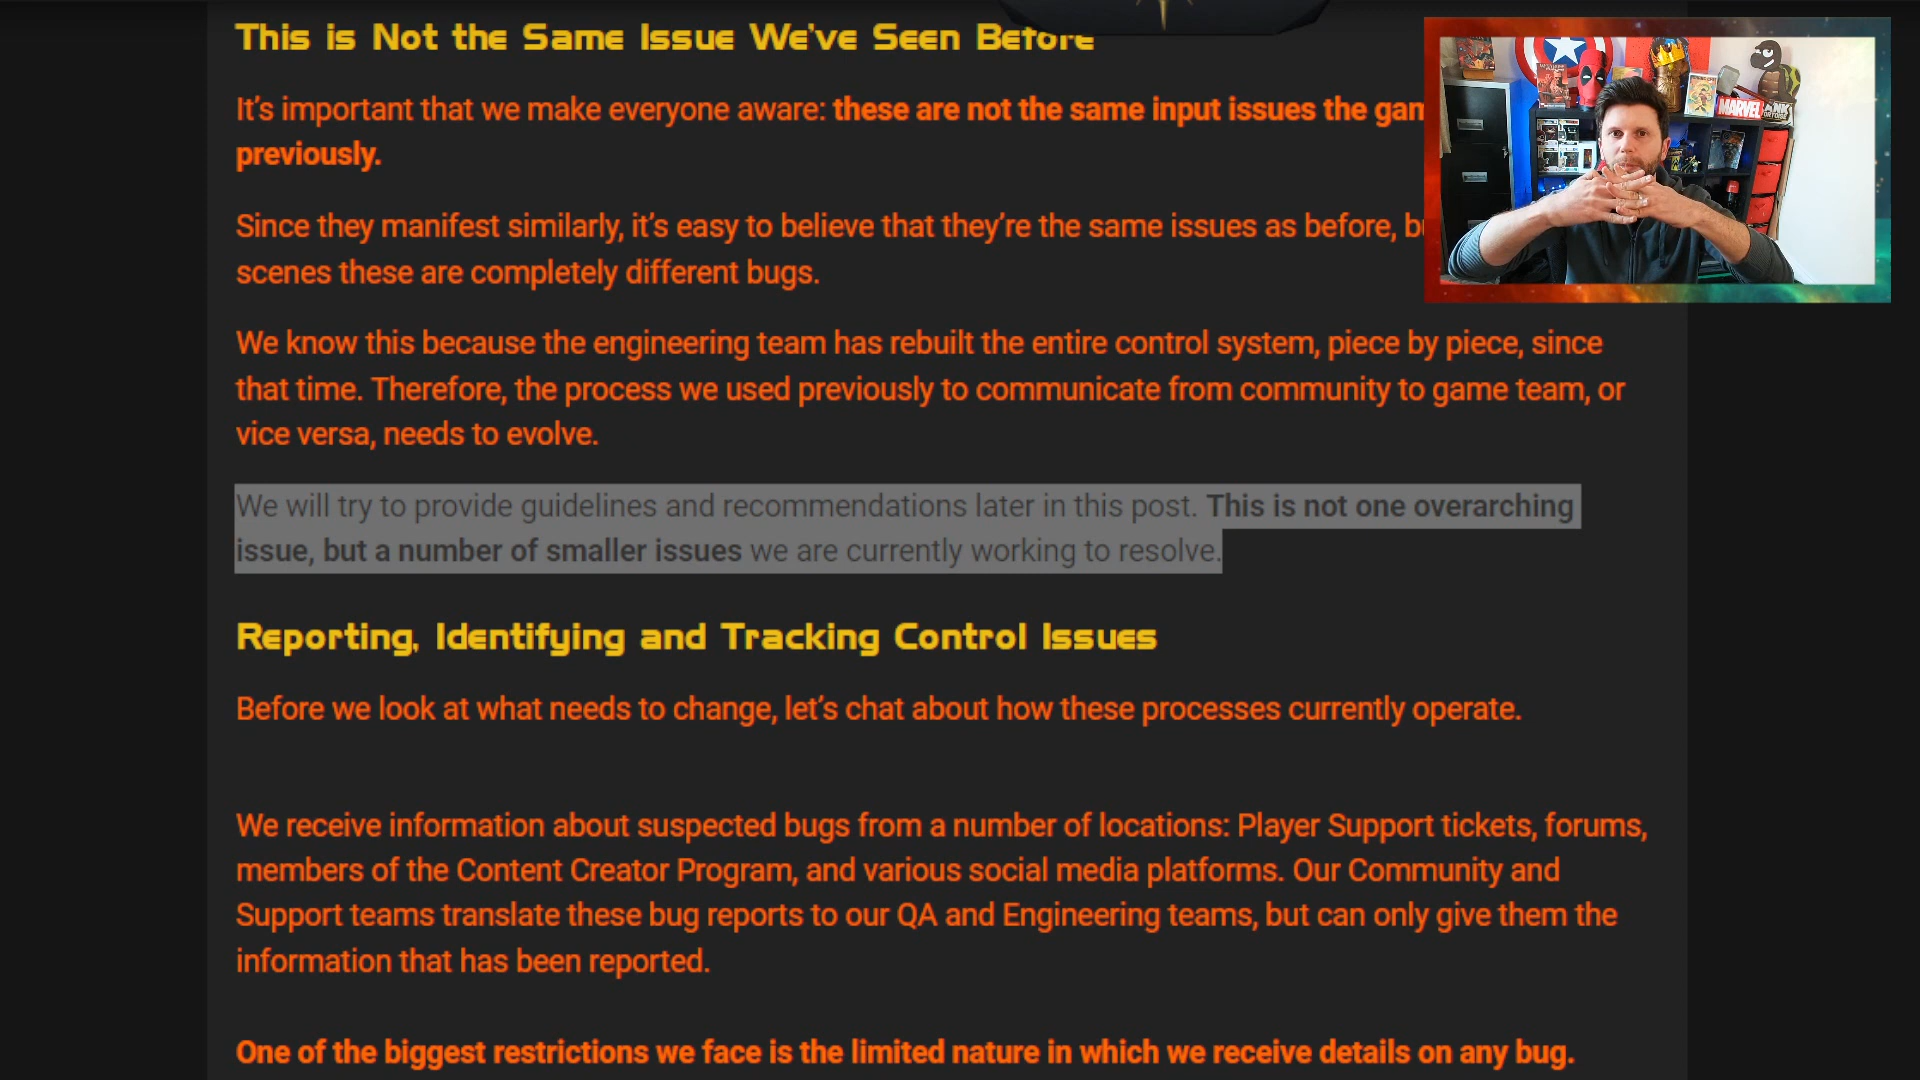 This is Not the Same Issue We've Seen Before
It's important that we make everyone aware: these are not the same input issues the
previously.
Since they manifest similarly, it's easy to believe that they're the same issues as before,
scenes these are completely different bugs.
We know this because the engineering team has rebuilt the entire control system, piece by piece, since
that time. Therefore, the process we used previously to communicate from community to game team, or
vice versa, needs to evolve.
We will try to provide guidelines and recommendations later in this post. This is not one overarching
issue, but a number of smaller issues we are currently working to resolve.
Reporting, Identifying and Tracking Control Issues
Before we look at what needs to change, let's chat about how these processes currently operate.
We receive information about suspected bugs from a number of locations: Player Support tickets, forums,
members of the Content Creator Program, and various social media platforms. Our Community and
Support teams translate these bug reports to our QA and Engineering teams, but can only give them the
information that has been reported.
One of the biggest restrictions we face is the limited nature in which we receive details on any bug.
MARVEL